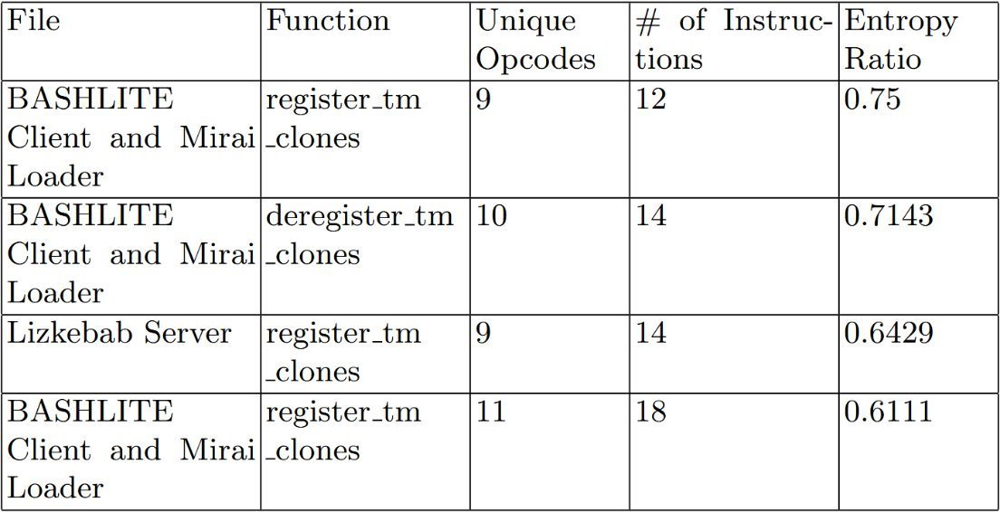 File Function Unique Opcodes # of Instruc-tions Entropy Ratio
BASHLITE Client and Mirai Loader register_tm _clones 9 12 0.75
BASHLITE Client and Mirai Loader deregister_tm _clones 10 14 0.7143
Lizkebab Server register_tm _clones 9 14 0.6429
BASHLITE Client and Mirai Loader register_tm _clones 11 18 0.6111